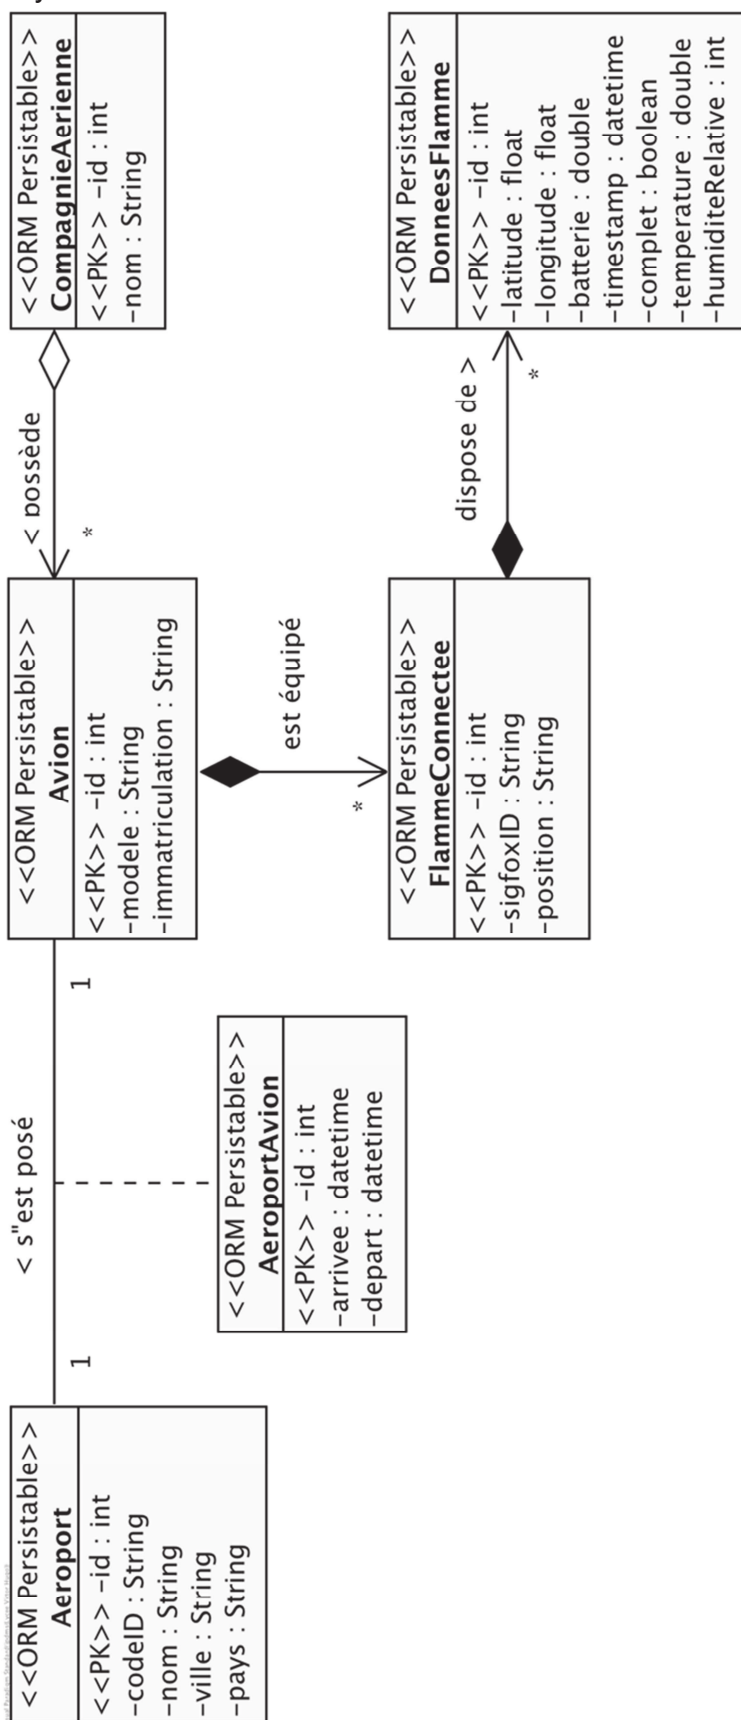 <<ORM Persistable>>
Aeroport
<<PK>> -id : int
-codeID : String
-nom : String
-ville : String
-pays : String
< s"est posé
1
1
<<ORM Persistable>>
AeroportAvion
<<PK>> -id : int
-arrivee : datetime
-depart : datetime
<<ORM Persistable>>
Avion
<<PK>> -id : int
-modele : String
-immatriculation : String
< possède
*
<<ORM Persistable>>
CompagnieAerienne
<<PK>> -id : int
-nom : String
est équipé
*
<<ORM Persistable>>
FlammeConnectee
<<PK>> -id : int
-sigfoxID : String
-position : String
dispose de >
*
<<ORM Persistable>>
DonneesFlamme
<<PK>> -id : int
-latitude : float
-longitude : float
-batterie : double
-timestamp : datetime
-complet : boolean
-temperature : double
-humiditeRelative : int